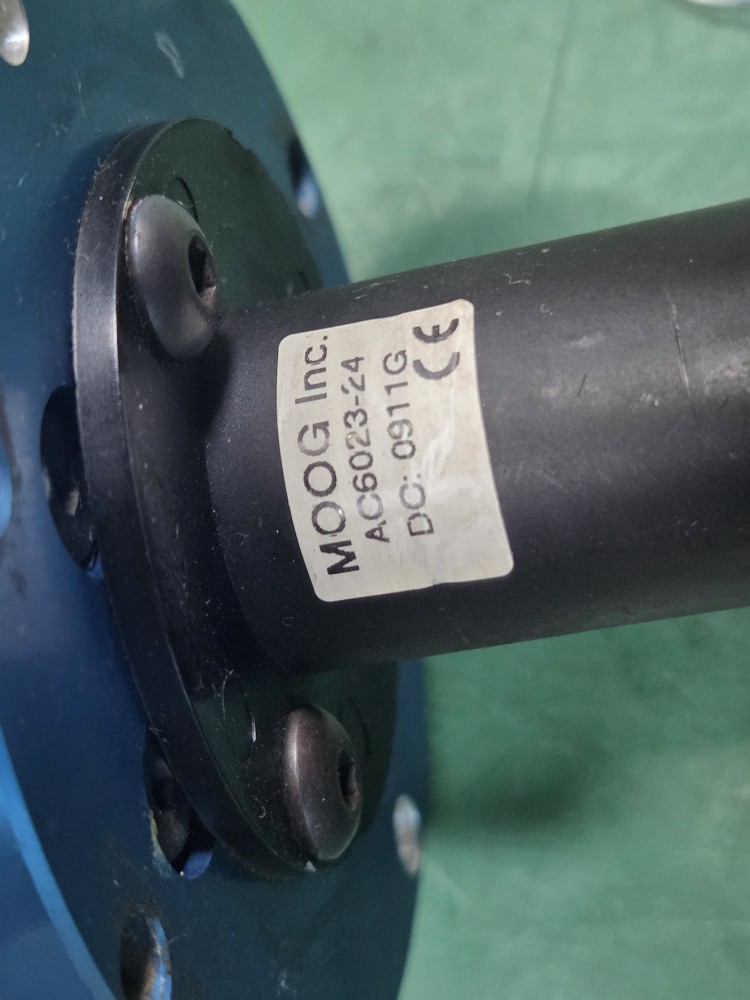 MOOG Inc.
AC6023-24
DC: 0911G
CE